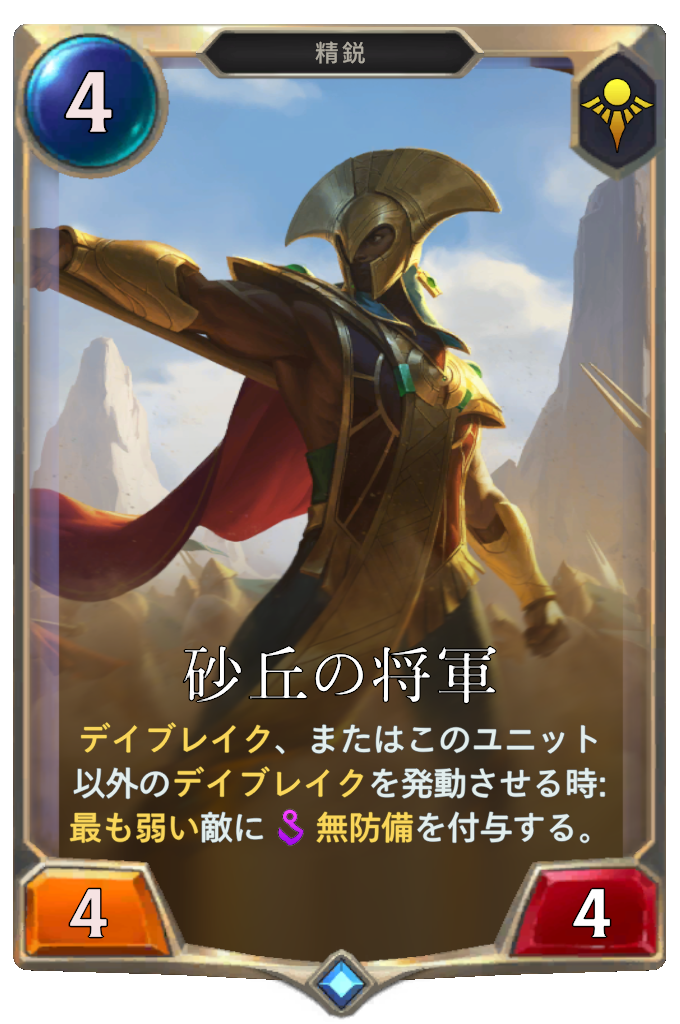 4
精鋭
砂丘の将軍
デイブレイク、またはこのユニット
以外のデイブレイクを発動させる時:
最も弱い敵に 無防備を付与する。
4
4